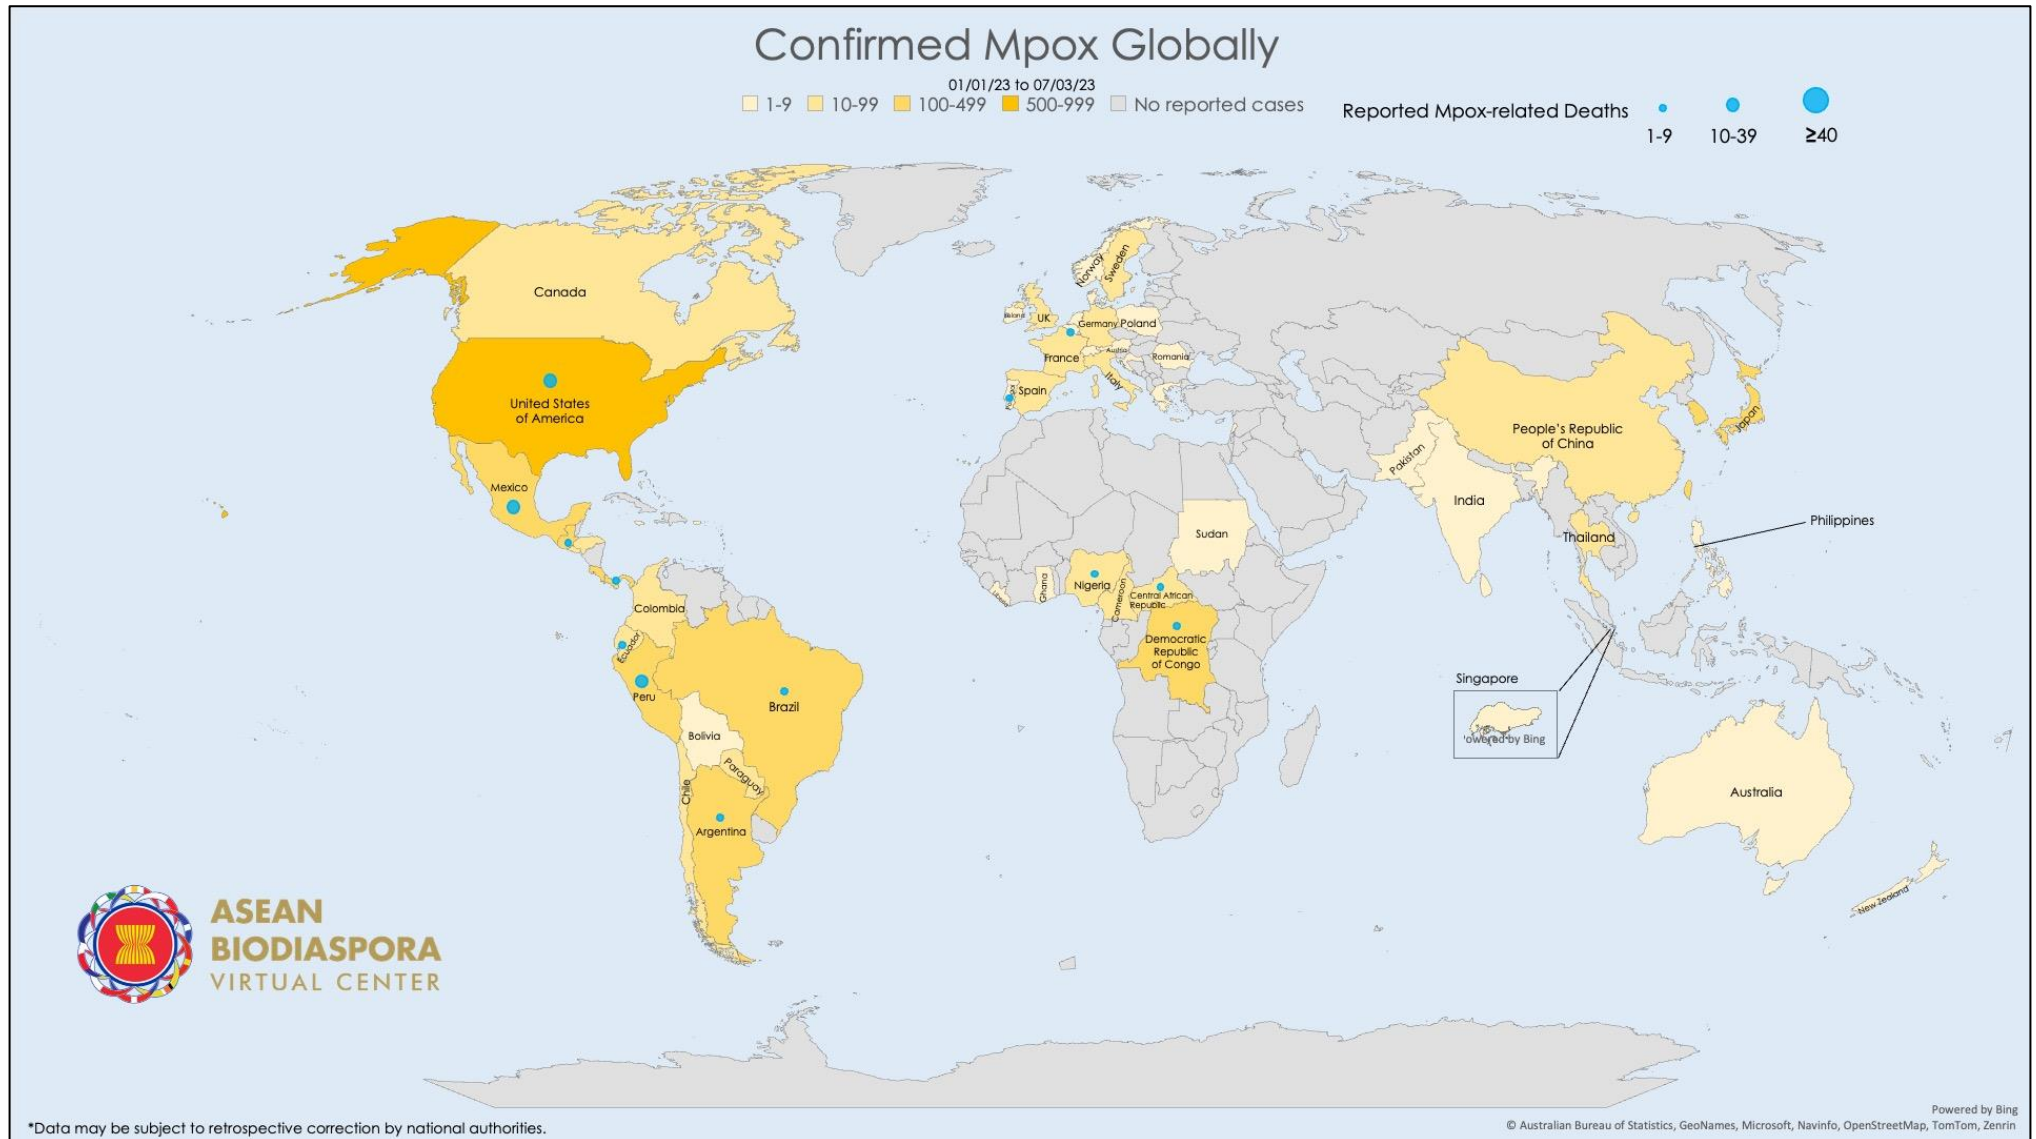 Confirmed Mpox Globally
01/01/23 to 07/03/23
1-9 10-99 100-499 500-999 No reported cases
Reported Mpox-related Deaths
1-9 10-39 ≥40
Canada
United States
of America
Mexico
Colombia
Ecuador
Peru
Brazil
Bolivia
Paraguay
Chile
Argentina
Norway
Sweden
UK
Germany
Poland
France
Austria
Romania
Italy
Spain
Sudan
Ghana
Liberia
Nigeria
Cameroon
Central African
Republic
Democratic
Republic
of Congo
Pakistan
India
People's Republic
of China
Japan
Thailand
Philippines
Singapore
Powered by Bing
Australia
New Zealand
ASEAN
BIODIASPORA
VIRTUAL CENTER
*Data may be subject to retrospective correction by national authorities.
Powered by Bing
© Australian Bureau of Statistics, GeoNames, Microsoft, Navinfo, OpenStreetMap, TomTom, Zenrin